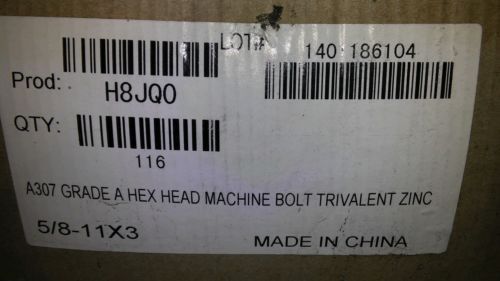 LOT#
140 186104
Prod:
H8JQ0
QTY:
116
A307 GRADE A HEX HEAD MACHINE BOLT TRIVALENT ZINC
5/8-11X3
MADE IN CHINA